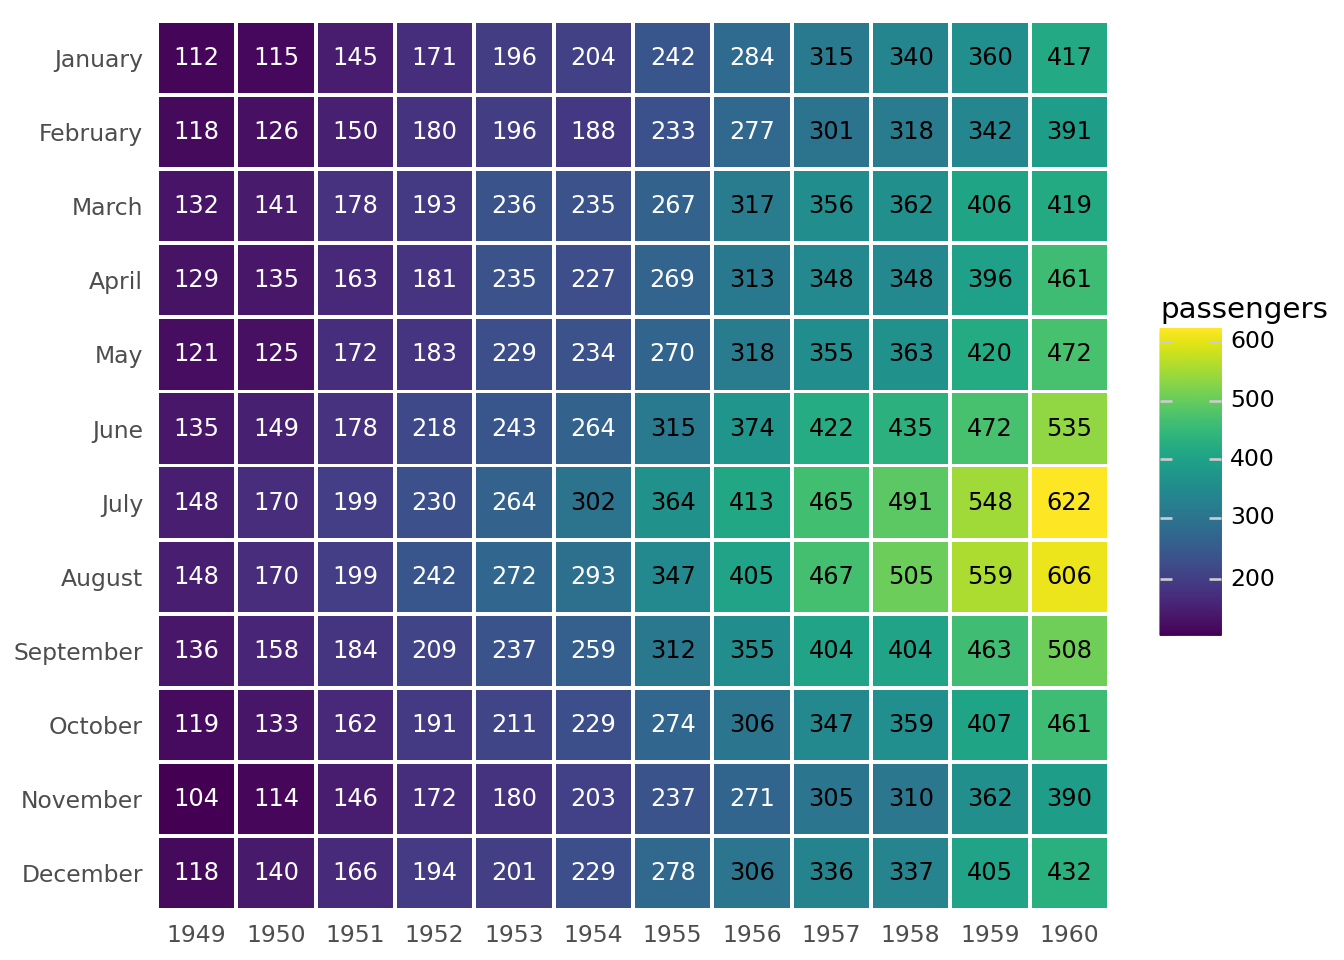 January 112 115 145 171 196 204 242 284 315 340 360 417
February 118 126 150 180 196 188 233 277 301 318 342 391
March 132 141 178 193 236 235 267 317 356 362 406 419
April 129 135 163 181 235 227 269 313 348 348 396 461
May 121 125 172 183 229 234 270 318 355 363 420 472
June 135 149 178 218 243 264 315 374 422 435 472 535
July 148 170 199 230 264 302 364 413 465 491 548 622
August 148 170 199 242 272 293 347 405 467 505 559 606
September 136 158 184 209 237 259 312 355 404 404 463 508
October 119 133 162 191 211 229 274 306 347 359 407 461
November 104 114 146 172 180 203 237 271 305 310 362 390
December 118 140 166 194 201 229 278 306 336 337 405 432
1949 1950 1951 1952 1953 1954 1955 1956 1957 1958 1959 1960
passengers
600
500
400
300
200